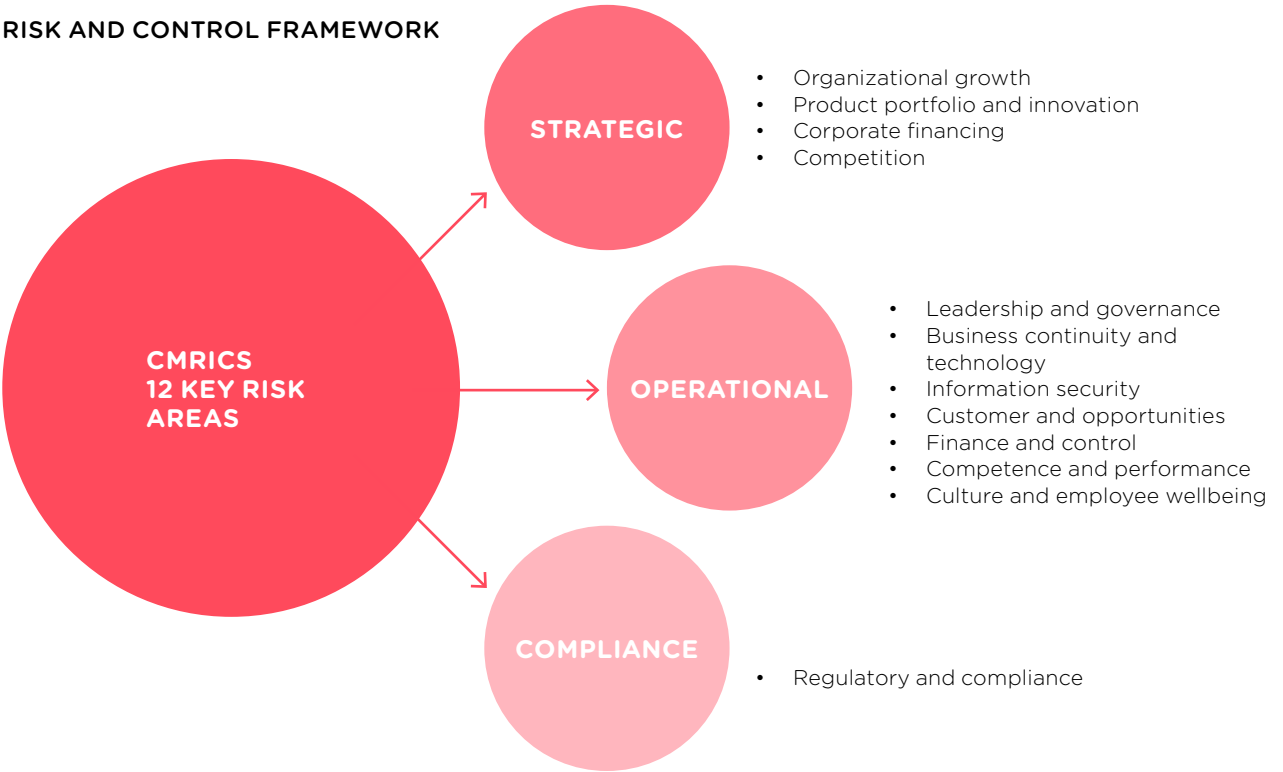 RISK AND CONTROL FRAMEWORK
CMRICS
12 KEY RISK
AREAS
STRATEGIC
• Organizational growth
• Product portfolio and innovation
• Corporate financing
• Competition
OPERATIONAL
• Leadership and governance
• Business continuity and
technology
• Information security
• Customer and opportunities
• Finance and control
• Competence and performance
• Culture and employee wellbeing
COMPLIANCE
• Regulatory and compliance